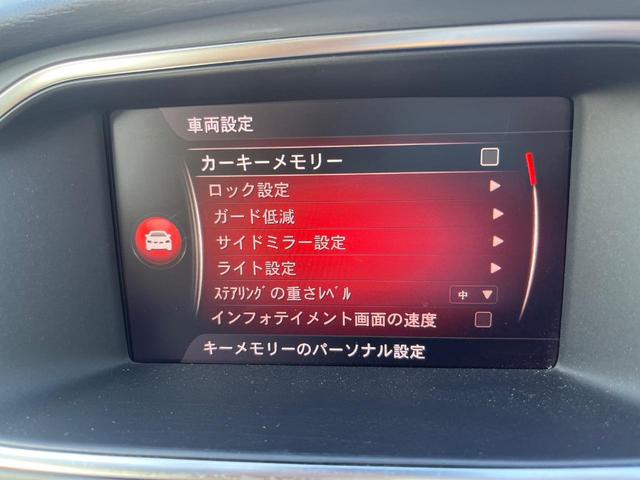 車両設定
カーキーメモリー
ロック設定
ガード低減
サイドミラー設定
ライト設定
ｽﾃｱﾘﾝｸﾞの重さﾚﾍﾞﾙ 中
インフォテイメント画面の速度
キーメモリーのパーソナル設定